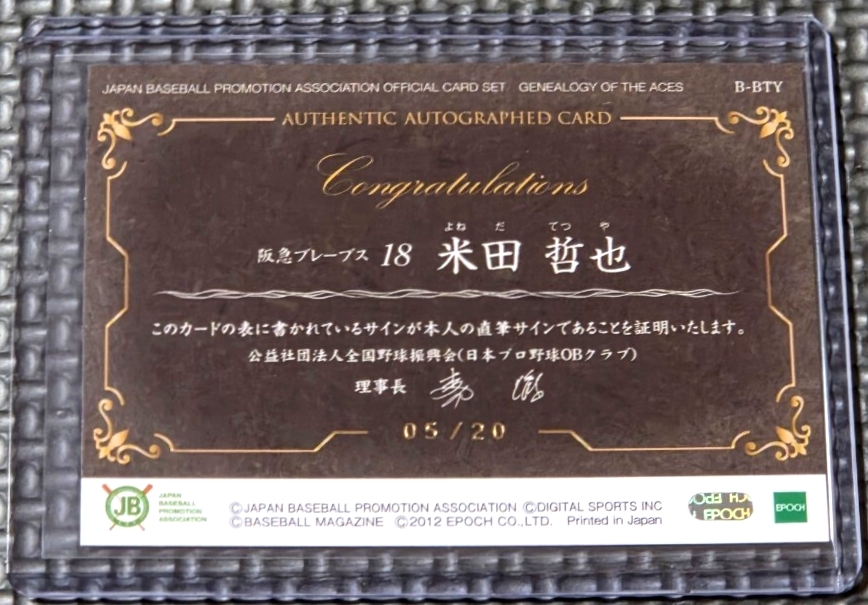 JAPAN BASEBALL PROMOTION ASSOCIATION OFFICIAL CARD SET GENEALOGY OF THE ACES B-BTY
AUTHENTIC AUTOGRAPHED CARD
Congratulations
よね だ てつ や
阪急ブレーブス 18 米田 哲也
このカードの表に書かれているサインが本人の直筆サインであることを証明いたします。
公益社団法人全国野球振興会(日本プロ野球OBクラブ)
理事長
05/20
JB
JAPAN
BASEBALL
PROMOTION
ASSOCIATION
©JAPAN BASEBALL PROMOTION ASSOCIATION ©DIGITAL SPORTS INC
©BASEBALL MAGAZINE ©2012 EPOCH CO.,LTD. Printed in Japan
EPOCH